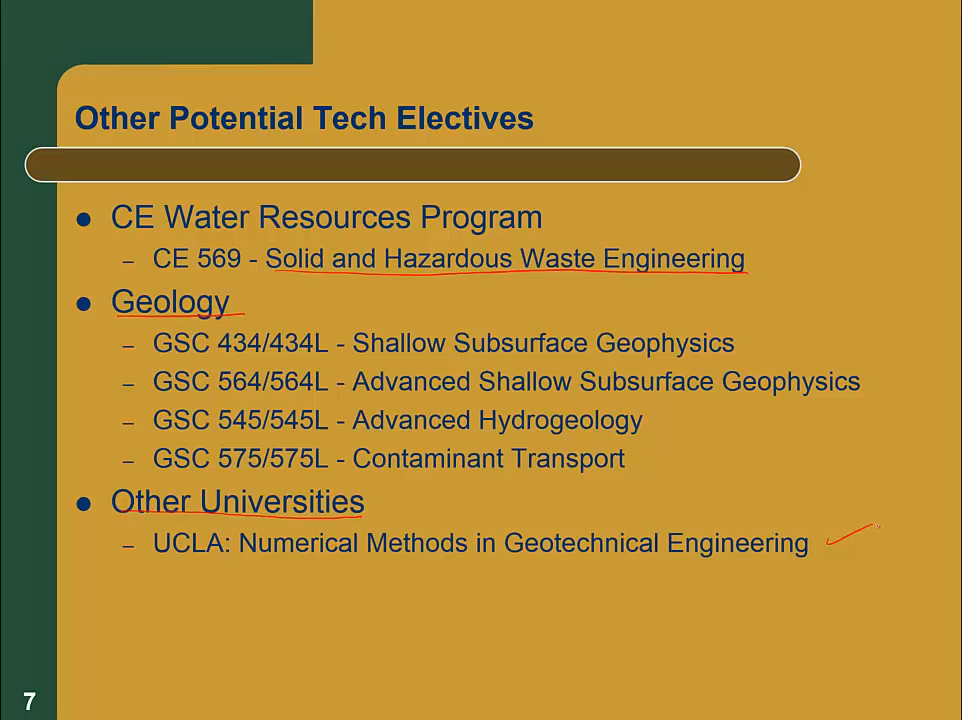 Other Potential Tech Electives
● CE Water Resources Program
– CE 569 - Solid and Hazardous Waste Engineering
● Geology
– GSC 434/434L - Shallow Subsurface Geophysics
– GSC 564/564L - Advanced Shallow Subsurface Geophysics
– GSC 545/545L - Advanced Hydrogeology
– GSC 575/575L - Contaminant Transport
● Other Universities
– UCLA: Numerical Methods in Geotechnical Engineering
7